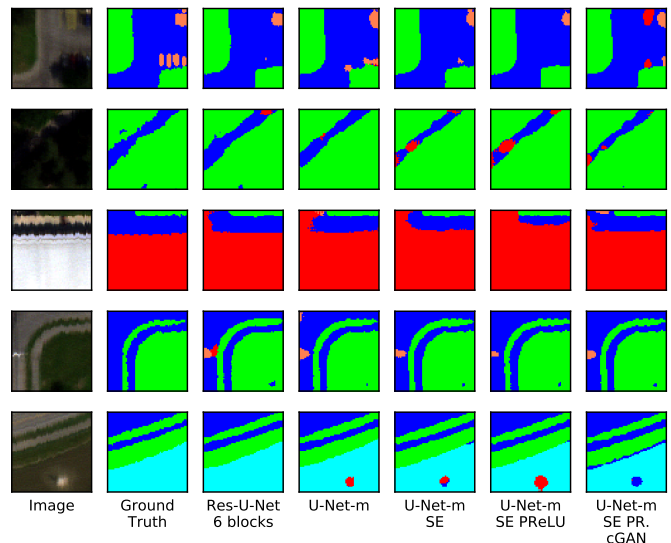 Image
Ground
Truth
Res-U-Net
6 blocks
U-Net-m
U-Net-m
SE
U-Net-m
SE PReLU
U-Net-m
SE PR.
cGAN